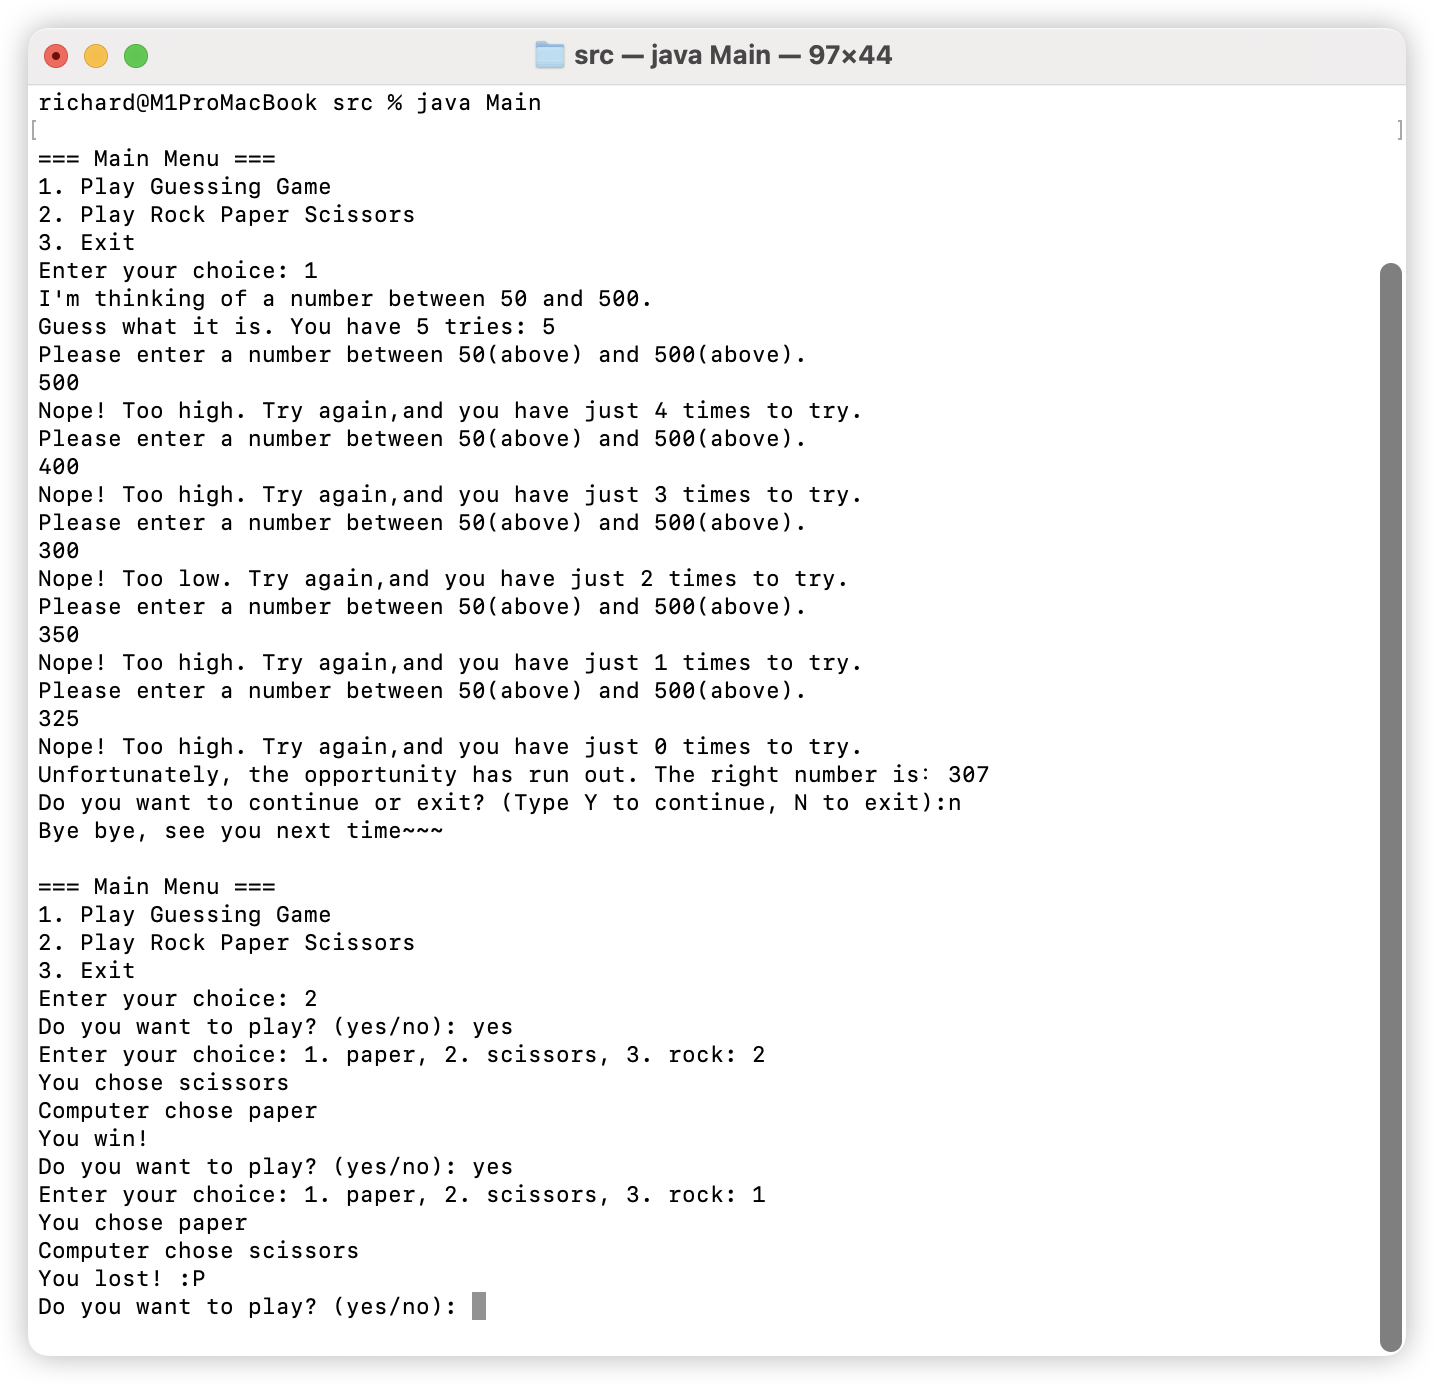 src — java Main — 97×44
richard@M1ProMacBook src % java Main
[ ]
=== Main Menu ===
1. Play Guessing Game
2. Play Rock Paper Scissors
3. Exit
Enter your choice: 1
I'm thinking of a number between 50 and 500.
Guess what it is. You have 5 tries: 5
Please enter a number between 50(above) and 500(above).
500
Nope! Too high. Try again,and you have just 4 times to try.
Please enter a number between 50(above) and 500(above).
400
Nope! Too high. Try again,and you have just 3 times to try.
Please enter a number between 50(above) and 500(above).
300
Nope! Too low. Try again,and you have just 2 times to try.
Please enter a number between 50(above) and 500(above).
350
Nope! Too high. Try again,and you have just 1 times to try.
Please enter a number between 50(above) and 500(above).
325
Nope! Too high. Try again,and you have just 0 times to try.
Unfortunately, the opportunity has run out. The right number is: 307
Do you want to continue or exit? (Type Y to continue, N to exit):n
Bye bye, see you next time~~~
=== Main Menu ===
1. Play Guessing Game
2. Play Rock Paper Scissors
3. Exit
Enter your choice: 2
Do you want to play? (yes/no): yes
Enter your choice: 1. paper, 2. scissors, 3. rock: 2
You chose scissors
Computer chose paper
You win!
Do you want to play? (yes/no): yes
Enter your choice: 1. paper, 2. scissors, 3. rock: 1
You chose paper
Computer chose scissors
You lost! :P
Do you want to play? (yes/no):